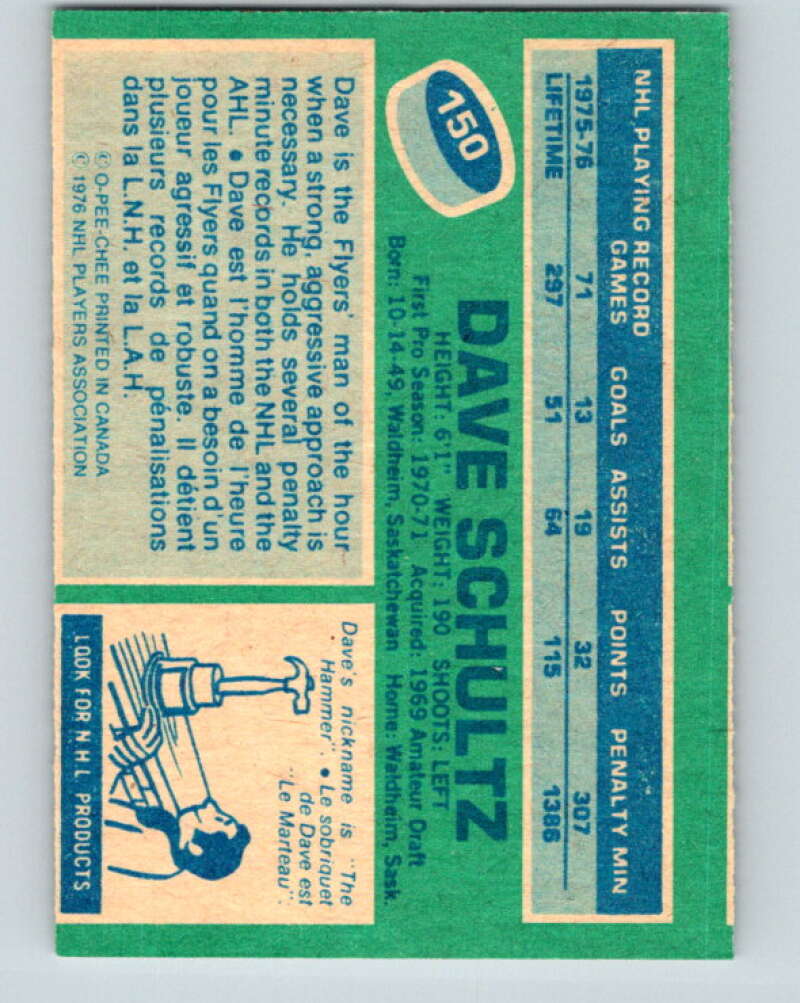 NHL PLAYING RECORD
GAMES GOALS ASSISTS POINTS PENALTY MIN
1975-76 71 13 19 32 307
LIFETIME 297 51 64 115 1386
150
DAVE SCHULTZ
HEIGHT: 6'1" WEIGHT: 190 SHOOTS: LEFT
First Pro Season: 1970-71 Acquired: 1969 Amateur Draft
Born: 10-14-49, Waldheim, Saskatchewan Home: Waldheim, Sask.
Dave is the Flyers' man of the hour
when a strong, aggressive approach is
necessary. He holds several penalty
minute records in both the NHL and the
AHL. • Dave est l'homme de l'heure
pour les Flyers quand on a besoin d'un
joueur agressif et robuste. Il détient
plusieurs records de pénalisations
dans la L.N.H. et la L.A.H.
© O-PEE-CHEE PRINTED IN CANADA
© 1976 NHL PLAYERS ASSOCIATION
Dave's nickname is "The
Hammer". • Le sobriquet
de Dave est
"Le Marteau".
LOOK FOR N.H.L PRODUCTS